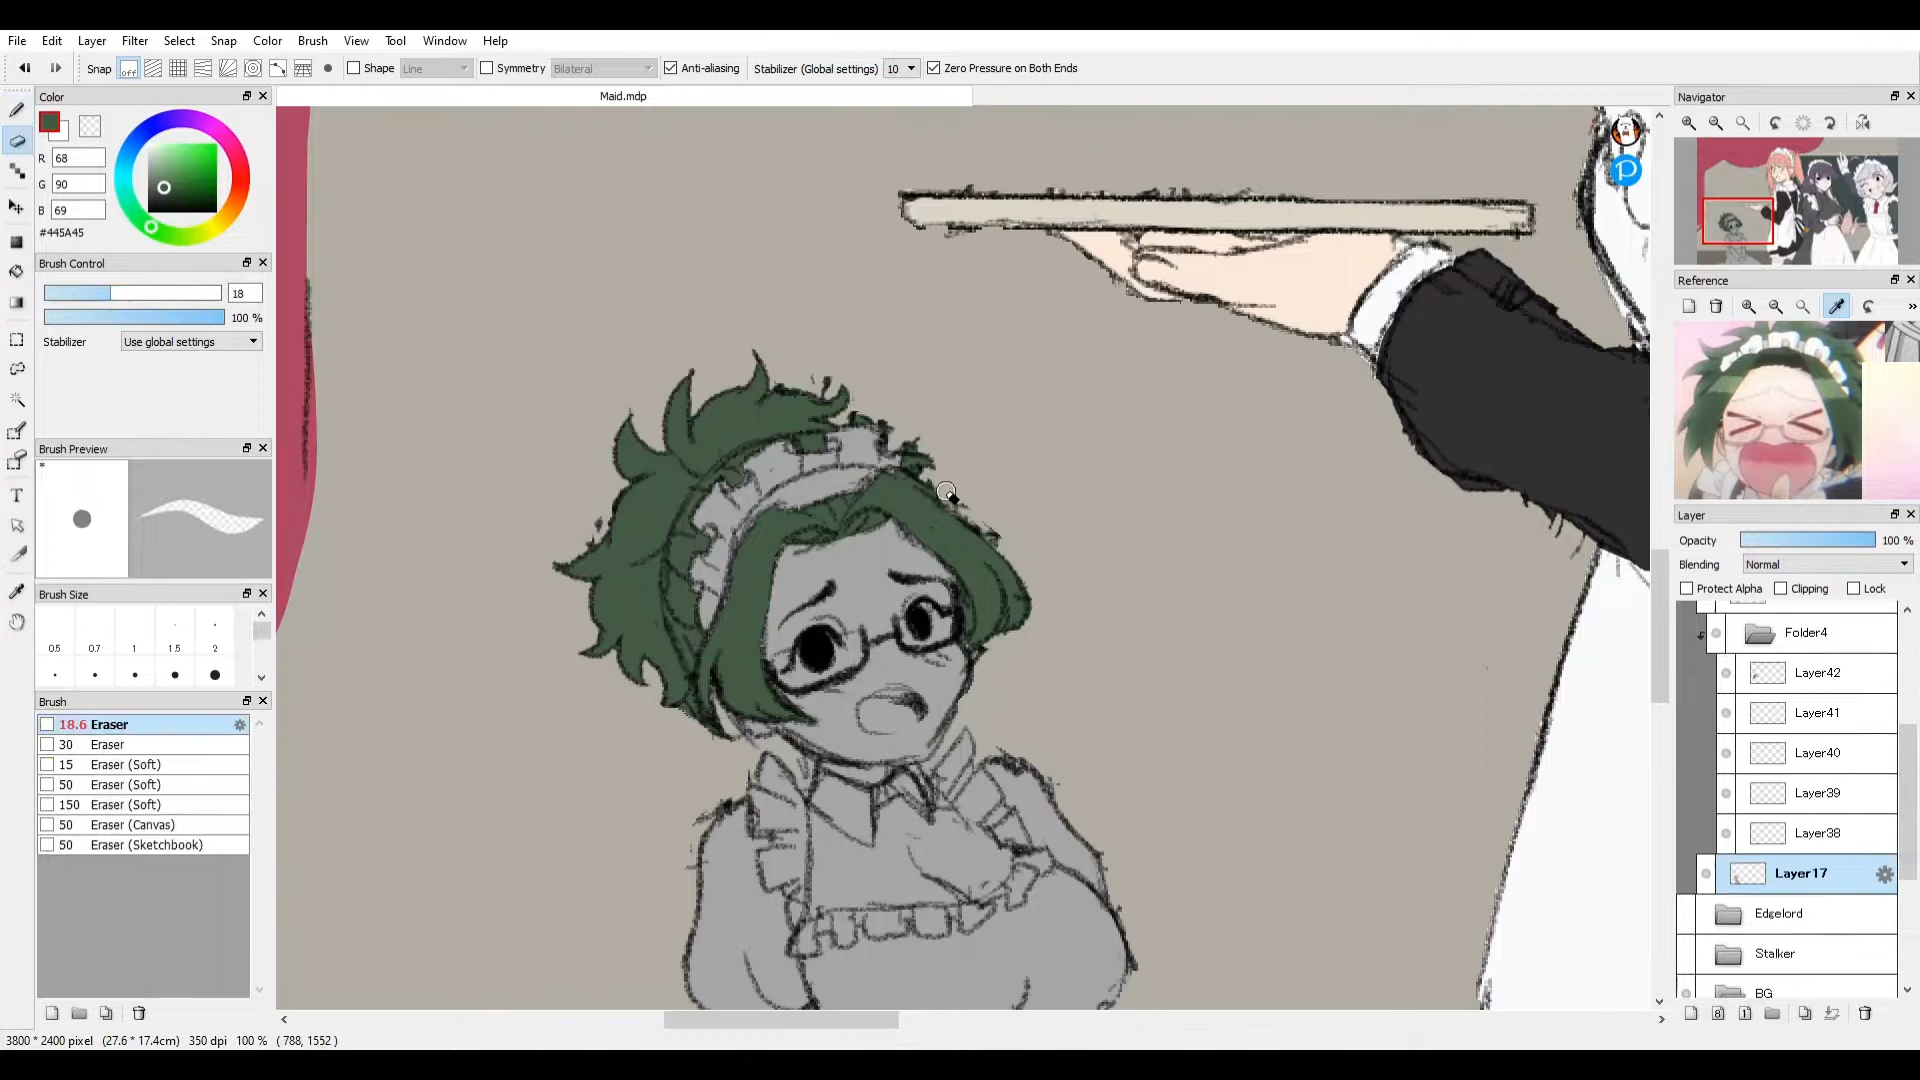 File Edit Layer Filter Select Snap Color Brush View Tool Window Help
Snap off Shape Line Symmetry Bilateral Anti-aliasing Stabilizer (Global settings) 10 Zero Pressure on Both Ends
Color
Maid.mdp
Navigator
R 68
G 90
B 69
#445A45
Brush Control
18
100 %
Stabilizer Use global settings
Reference
Brush Preview
*
Layer
Opacity 100 %
Blending Normal
Protect Alpha Clipping Lock
Brush Size
0.5 0.7 1 1.5 2
Brush
18.6 Eraser
30 Eraser
15 Eraser (Soft)
50 Eraser (Soft)
150 Eraser (Soft)
50 Eraser (Canvas)
50 Eraser (Sketchbook)
Folder4
Layer42
Layer41
Layer40
Layer39
Layer38
Layer17
Edgelord
Stalker
BG
T
P
8
1
3800 * 2400 pixel (27.6 * 17.4cm) 350 dpi 100 % ( 788, 1552 )